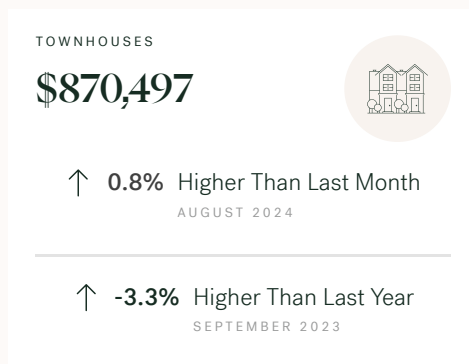 TOWNHOUSES
$870,497
↑ 0.8% Higher Than Last Month
AUGUST 2024
↑ -3.3% Higher Than Last Year
SEPTEMBER 2023